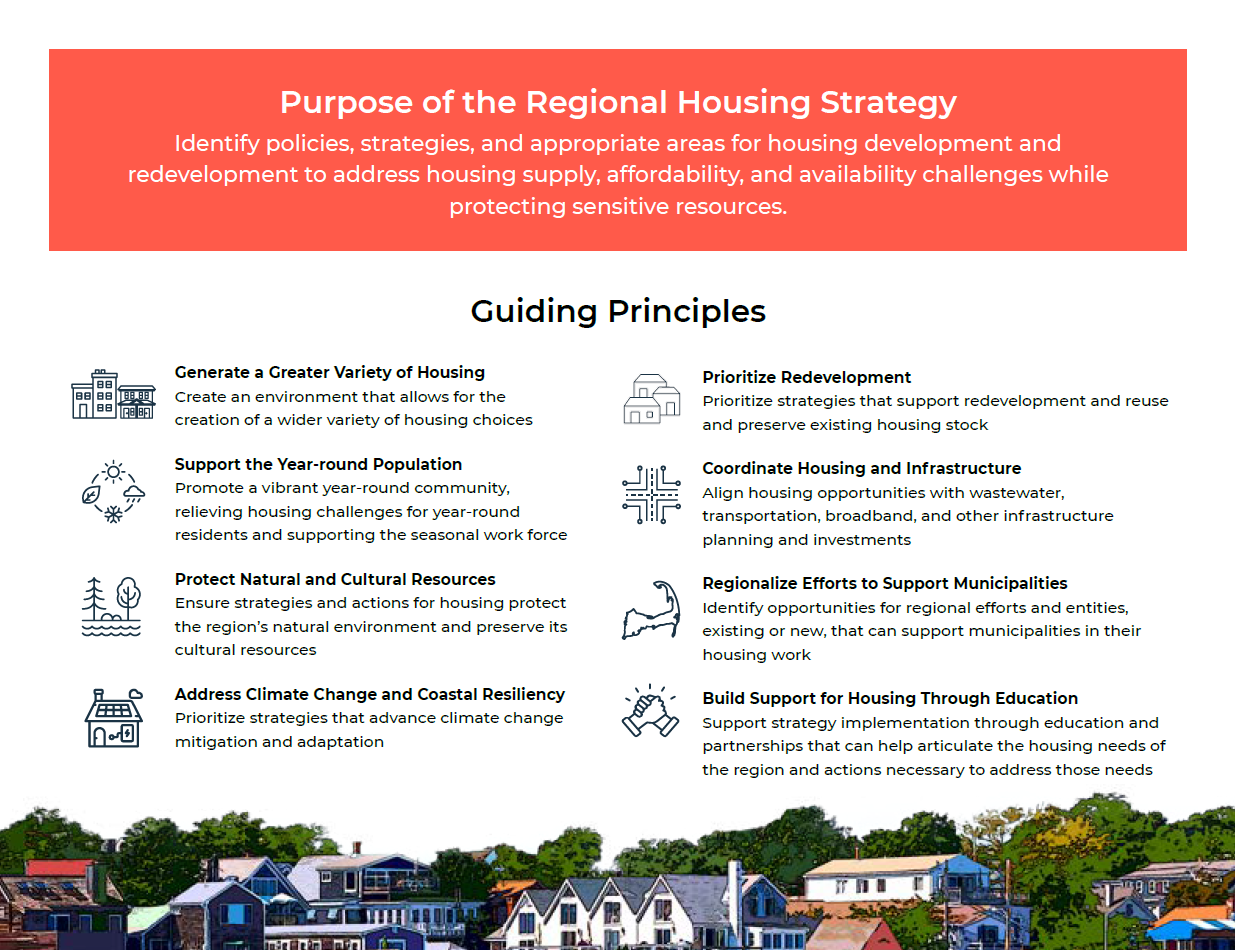 Purpose of the Regional Housing Strategy
Identify policies, strategies, and appropriate areas for housing development and
redevelopment to address housing supply, affordability, and availability challenges while
protecting sensitive resources.
Guiding Principles
Generate a Greater Variety of Housing
Create an environment that allows for the
creation of a wider variety of housing choices
Support the Year-round Population
Promote a vibrant year-round community,
relieving housing challenges for year-round
residents and supporting the seasonal work force
Protect Natural and Cultural Resources
Ensure strategies and actions for housing protect
the region's natural environment and preserve its
cultural resources
Address Climate Change and Coastal Resiliency
Prioritize strategies that advance climate change
mitigation and adaptation
Prioritize Redevelopment
Prioritize strategies that support redevelopment and reuse
and preserve existing housing stock
Coordinate Housing and Infrastructure
Align housing opportunities with wastewater,
transportation, broadband, and other infrastructure
planning and investments
Regionalize Efforts to Support Municipalities
Identify opportunities for regional efforts and entities,
existing or new, that can support municipalities in their
housing work
Build Support for Housing Through Education
Support strategy implementation through education and
partnerships that can help articulate the housing needs of
the region and actions necessary to address those needs